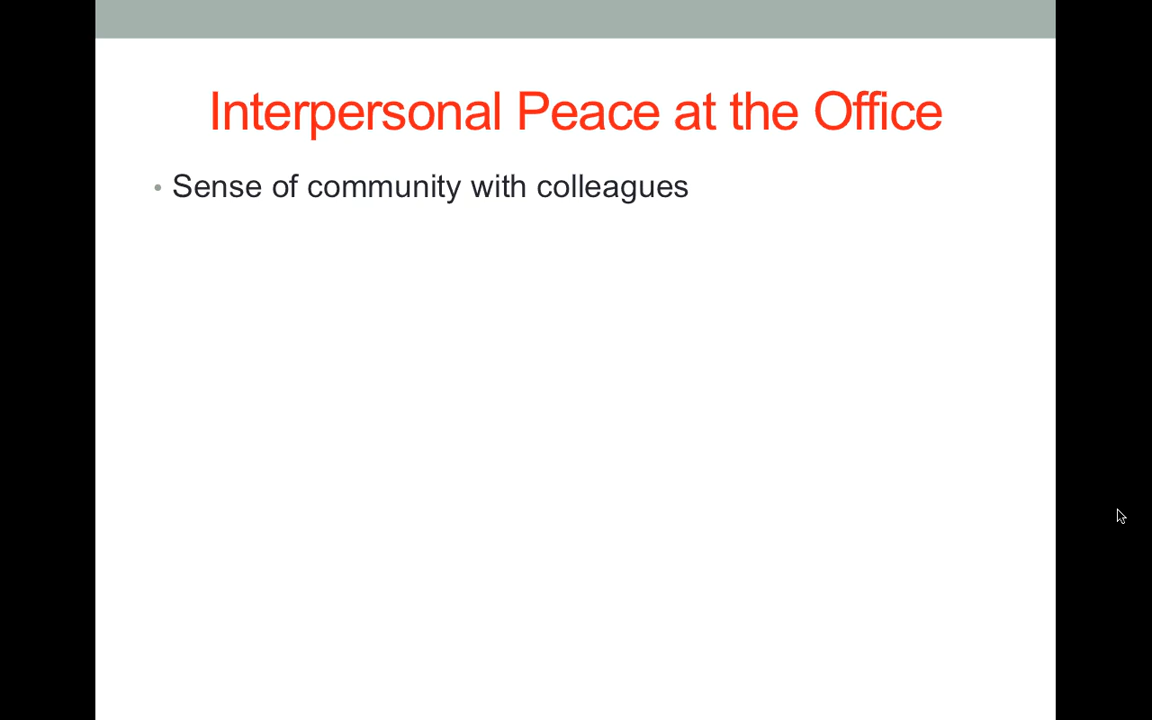 Interpersonal Peace at the Office
• Sense of community with colleagues